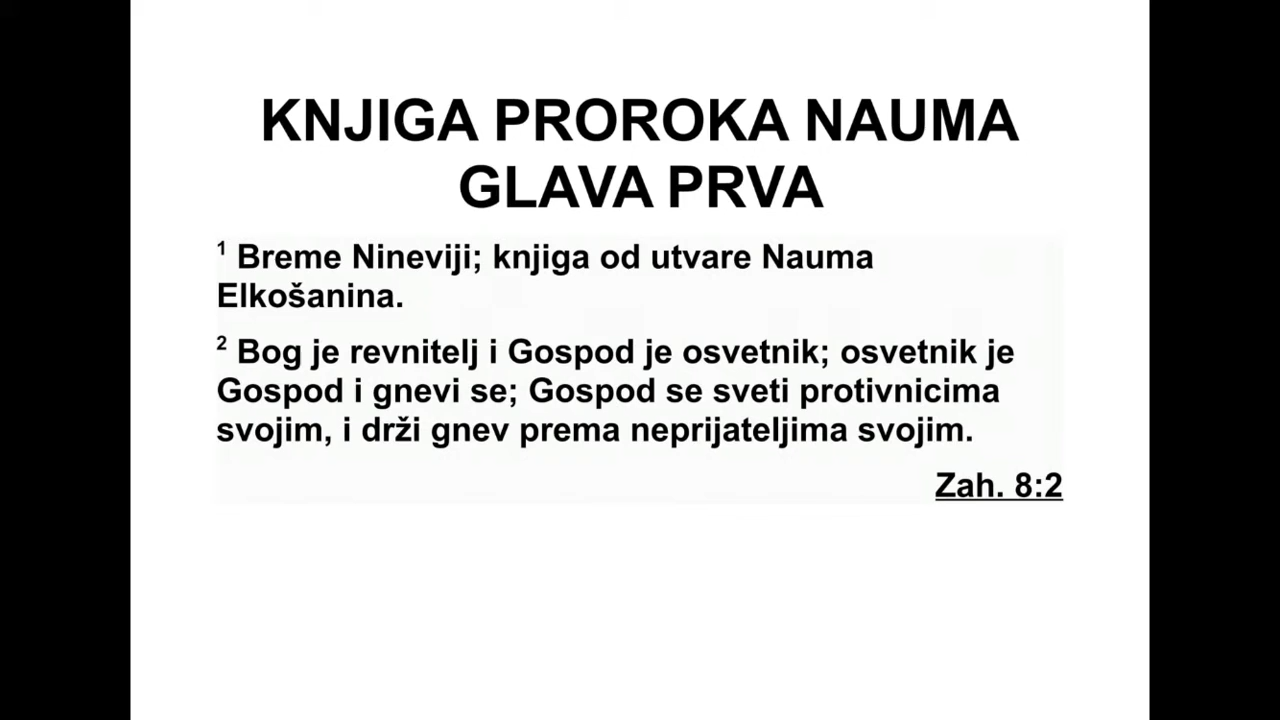 KNJIGA PROROKA NAUMA
GLAVA PRVA
1 Breme Nineviji; knjiga od utvare Nauma
Elkošanina.
2 Bog je revnitelj i Gospod je osvetnik; osvetnik je
Gospod i gnevi se; Gospod se sveti protivnicima
svojim, i drži gnev prema neprijateljima svojim.
Zah. 8:2